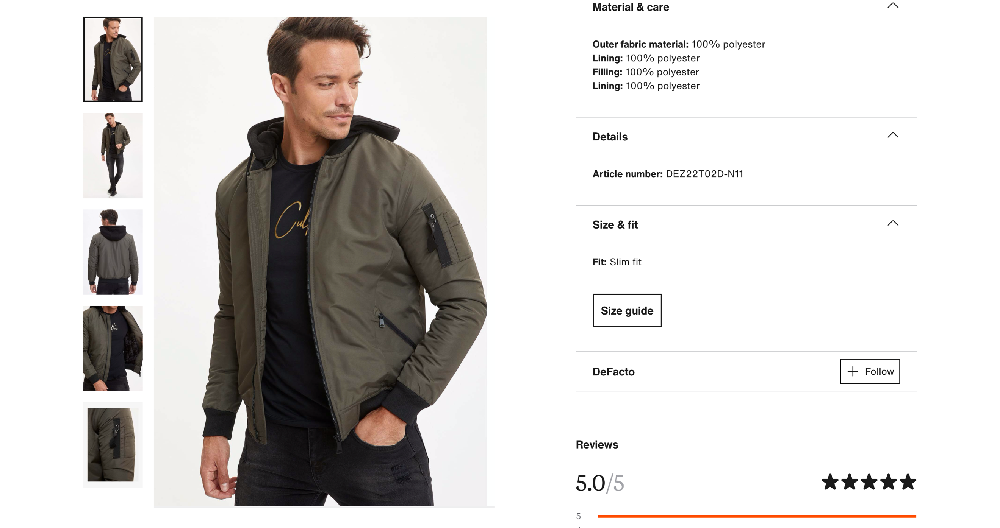 Material & care
Outer fabric material: 100% polyester
Lining: 100% polyester
Filling: 100% polyester
Lining: 100% polyester
Details
Article number: DEZ22T02D-N11
Size & fit
Fit: Slim fit
Size guide
DeFacto
+ Follow
Reviews
5.0/5
5